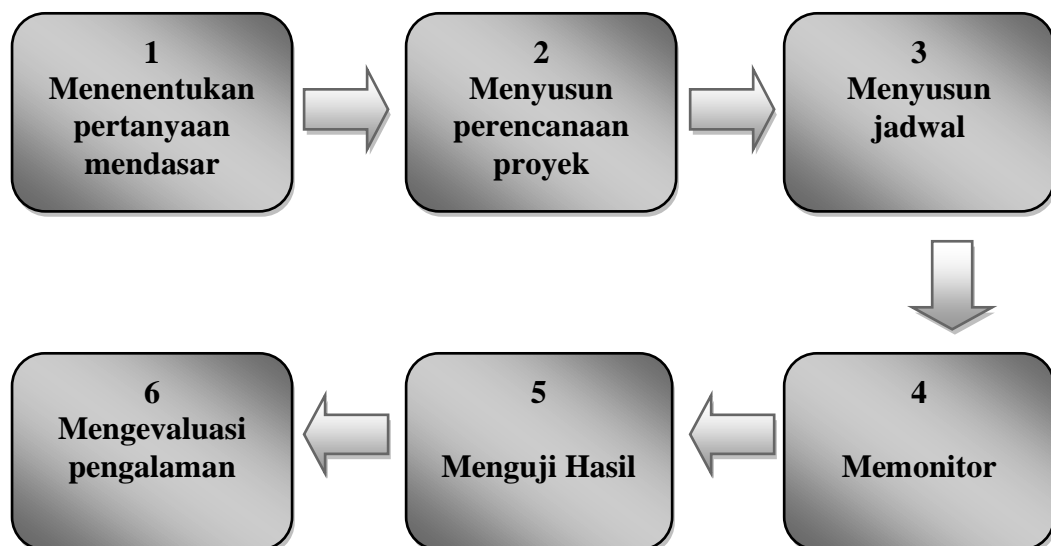 1
Menenentukan
pertanyaan
mendasar
2
Menyusun
perencanaan
proyek
3
Menyusun
jadwal
4
Memonitor
5
Menguji Hasil
6
Mengevaluasi
pengalaman